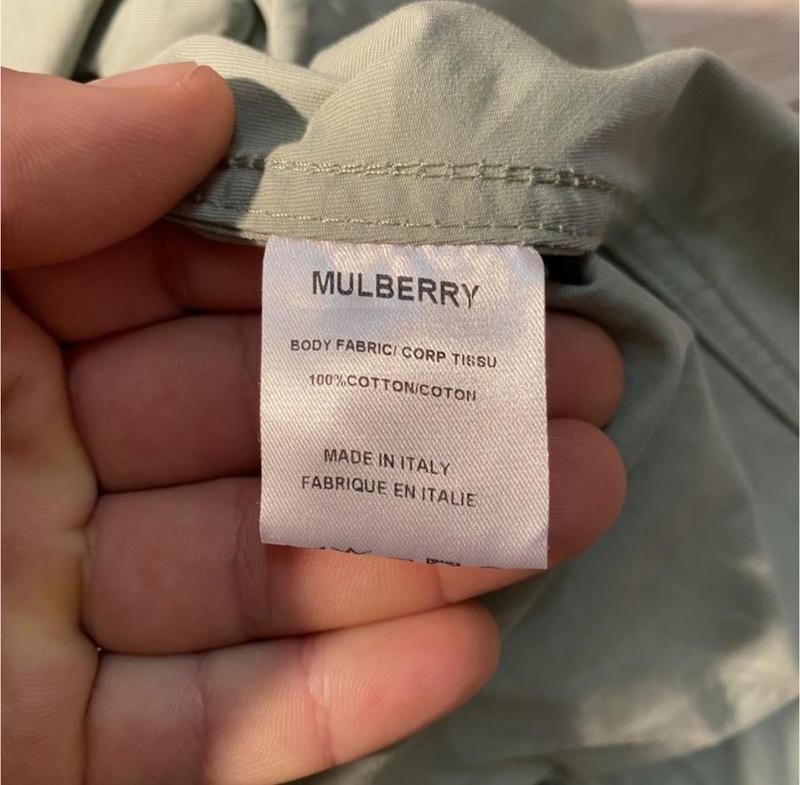 MULBERRY
BODY FABRIC/ CORP TISSU
100%COTTON/COTON
MADE IN ITALY
FABRIQUE EN ITALIE